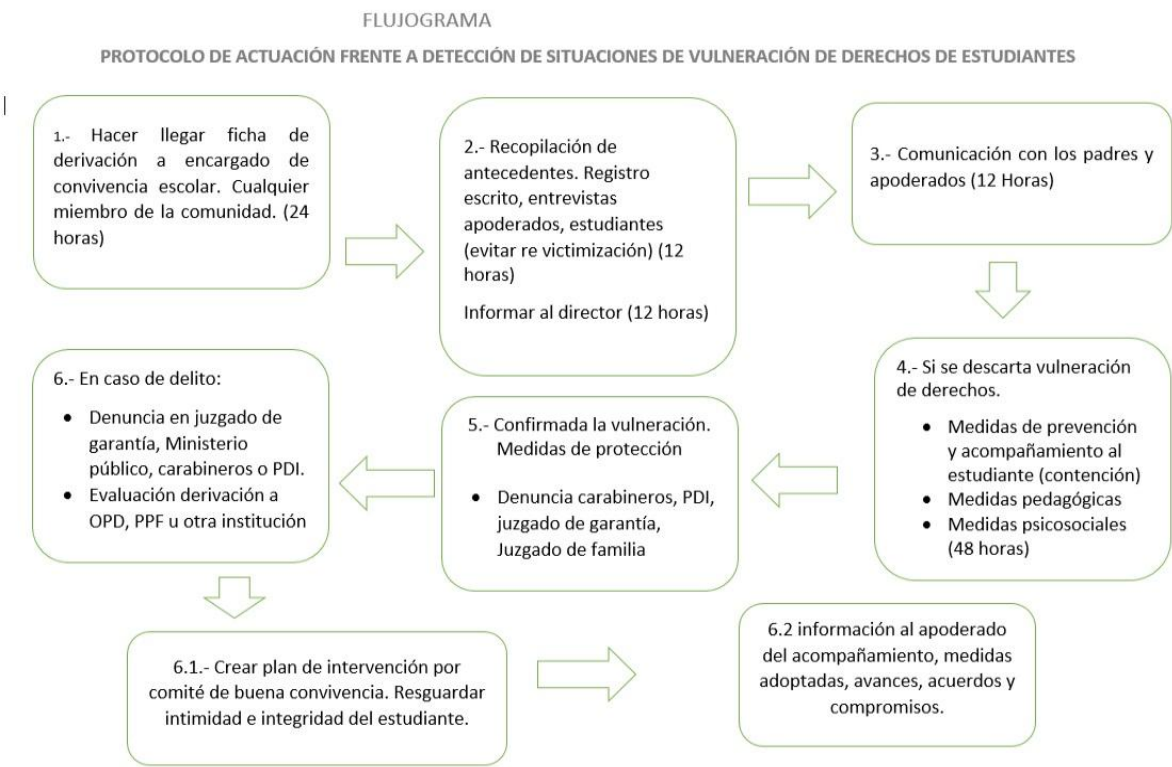 FLUJOGRAMA
PROTOCOLO DE ACTUACIÓN FRENTE A DETECCIÓN DE SITUACIONES DE VULNERACIÓN DE DERECHOS DE ESTUDIANTES
1.- Hacer llegar ficha de
derivación a encargado de
convivencia escolar. Cualquier
miembro de la comunidad. (24
horas)
2.- Recopilación de
antecedentes. Registro
escrito, entrevistas
apoderados, estudiantes
(evitar re victimización) (12
horas)
Informar al director (12 horas)
3.- Comunicación con los padres y
apoderados (12 Horas)
4.- Si se descarta vulneración
de derechos.
• Medidas de prevención
y acompañamiento al
estudiante (contención)
• Medidas pedagógicas
• Medidas psicosociales
(48 horas)
5.- Confirmada la vulneración.
Medidas de protección
• Denuncia carabineros, PDI,
juzgado de garantía,
Juzgado de familia
6.- En caso de delito:
• Denuncia en juzgado de
garantía, Ministerio
público, carabineros o PDI.
• Evaluación derivación a
OPD, PPF u otra institución
6.1.- Crear plan de intervención por
comité de buena convivencia. Resguardar
intimidad e integridad del estudiante.
6.2 información al apoderado
del acompañamiento, medidas
adoptadas, avances, acuerdos y
compromisos.